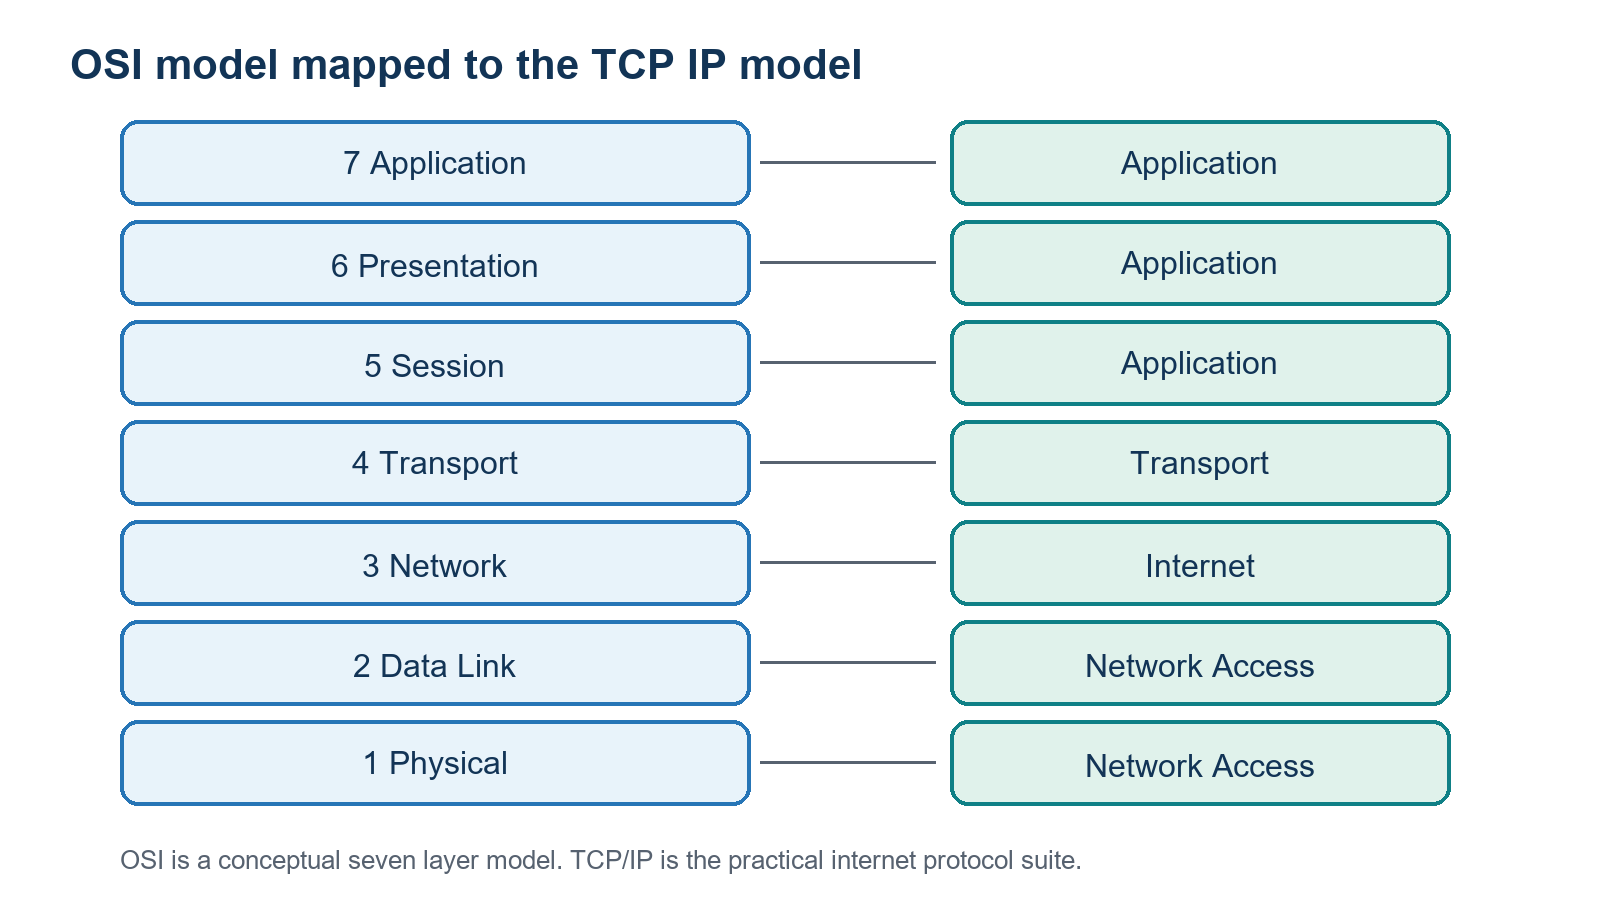 OSI model mapped to the TCP IP model
7 Application
Application
6 Presentation
Application
5 Session
Application
4 Transport
Transport
3 Network
Internet
2 Data Link
Network Access
1 Physical
Network Access
OSI is a conceptual seven layer model. TCP/IP is the practical internet protocol suite.